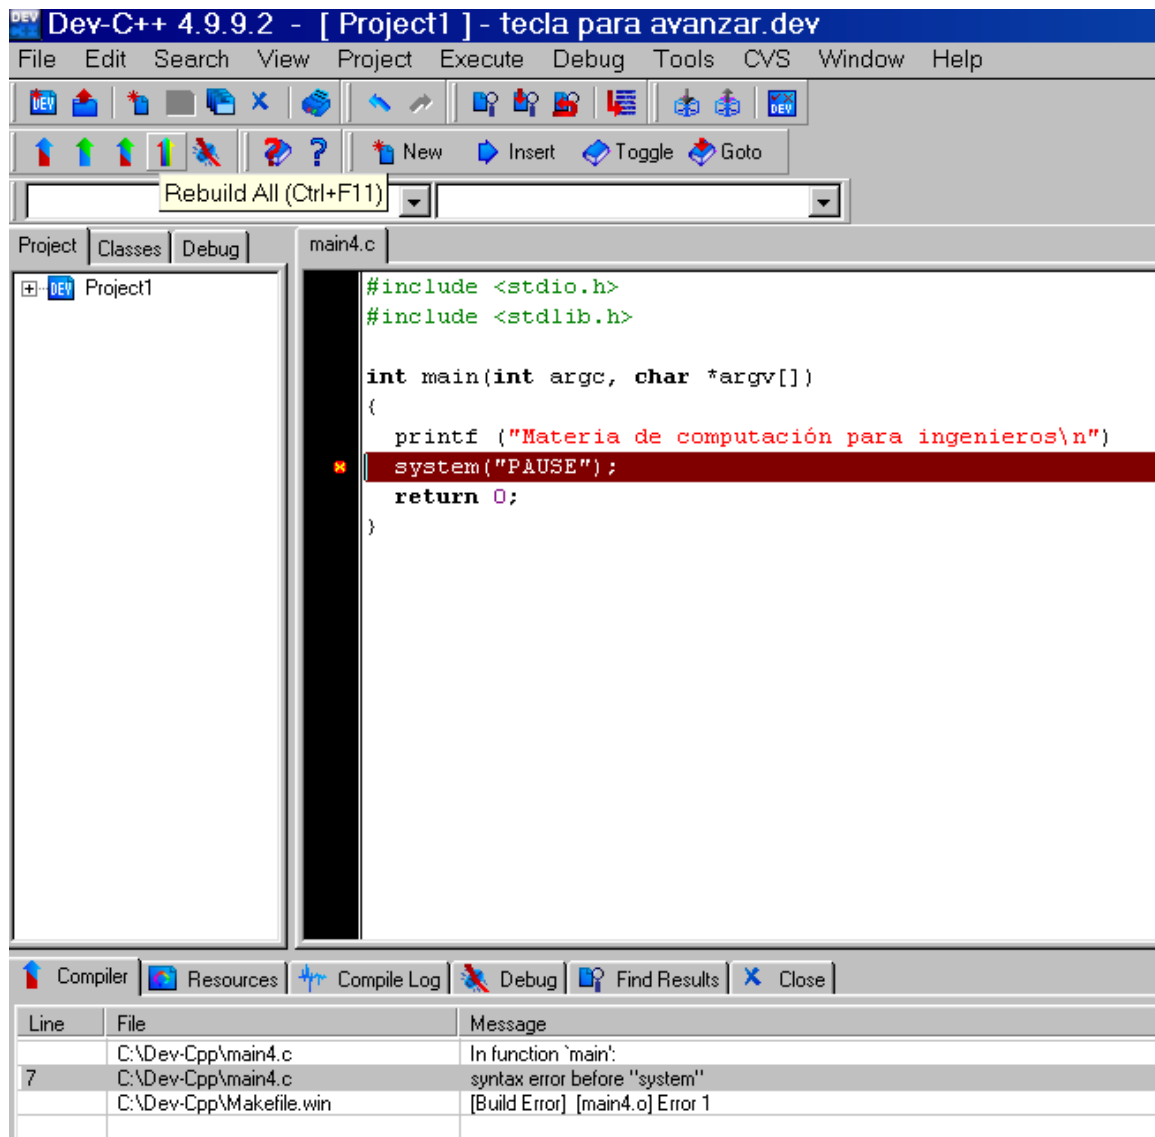 Dev-C++ 4.9.9.2 - [ Project1 ] - tecla para avanzar.dev
File Edit Search View Project Execute Debug Tools CVS Window Help
New Insert Toggle Goto
Rebuild All (Ctrl+F11)
Project Classes Debug main4.c
Project1
#include <stdio.h>
#include <stdlib.h>
int main(int argc, char *argv[])
{
printf ("Materia de computación para ingenieros\n")
system("PAUSE");
return 0;
}
Compiler Resources Compile Log Debug Find Results Close
Line File Message
C:\Dev-Cpp\main4.c In function `main':
7 C:\Dev-Cpp\main4.c syntax error before "system"
C:\Dev-Cpp\Makefile.win [Build Error] [main4.o] Error 1